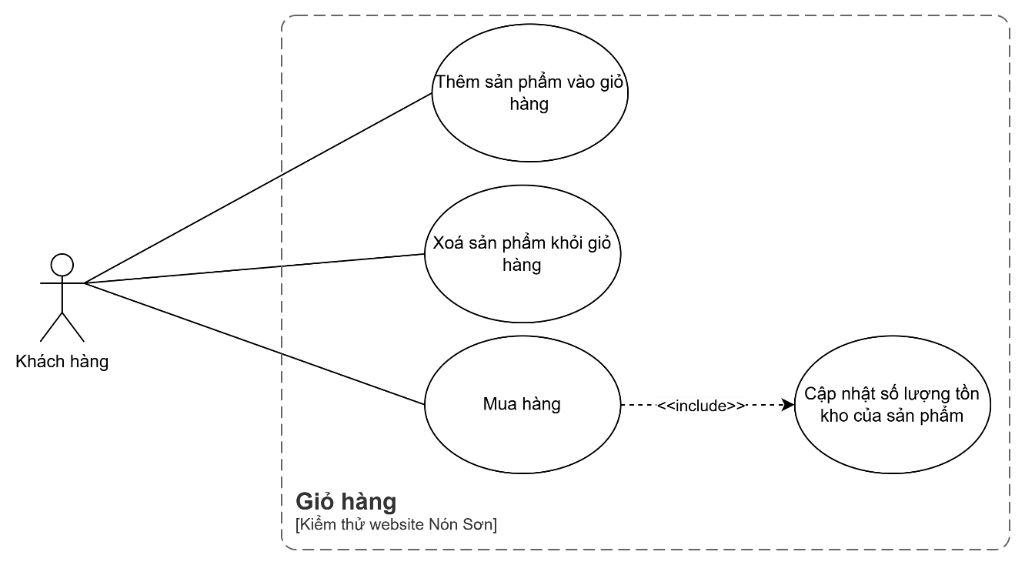 Thêm sản phẩm vào giỏ
hàng
Xoá sản phẩm khỏi giỏ
hàng
Khách hàng
Mua hàng
<<include>>
Cập nhật số lượng tồn
kho của sản phẩm
Giỏ hàng
[Kiểm thử website Nón Sơn]